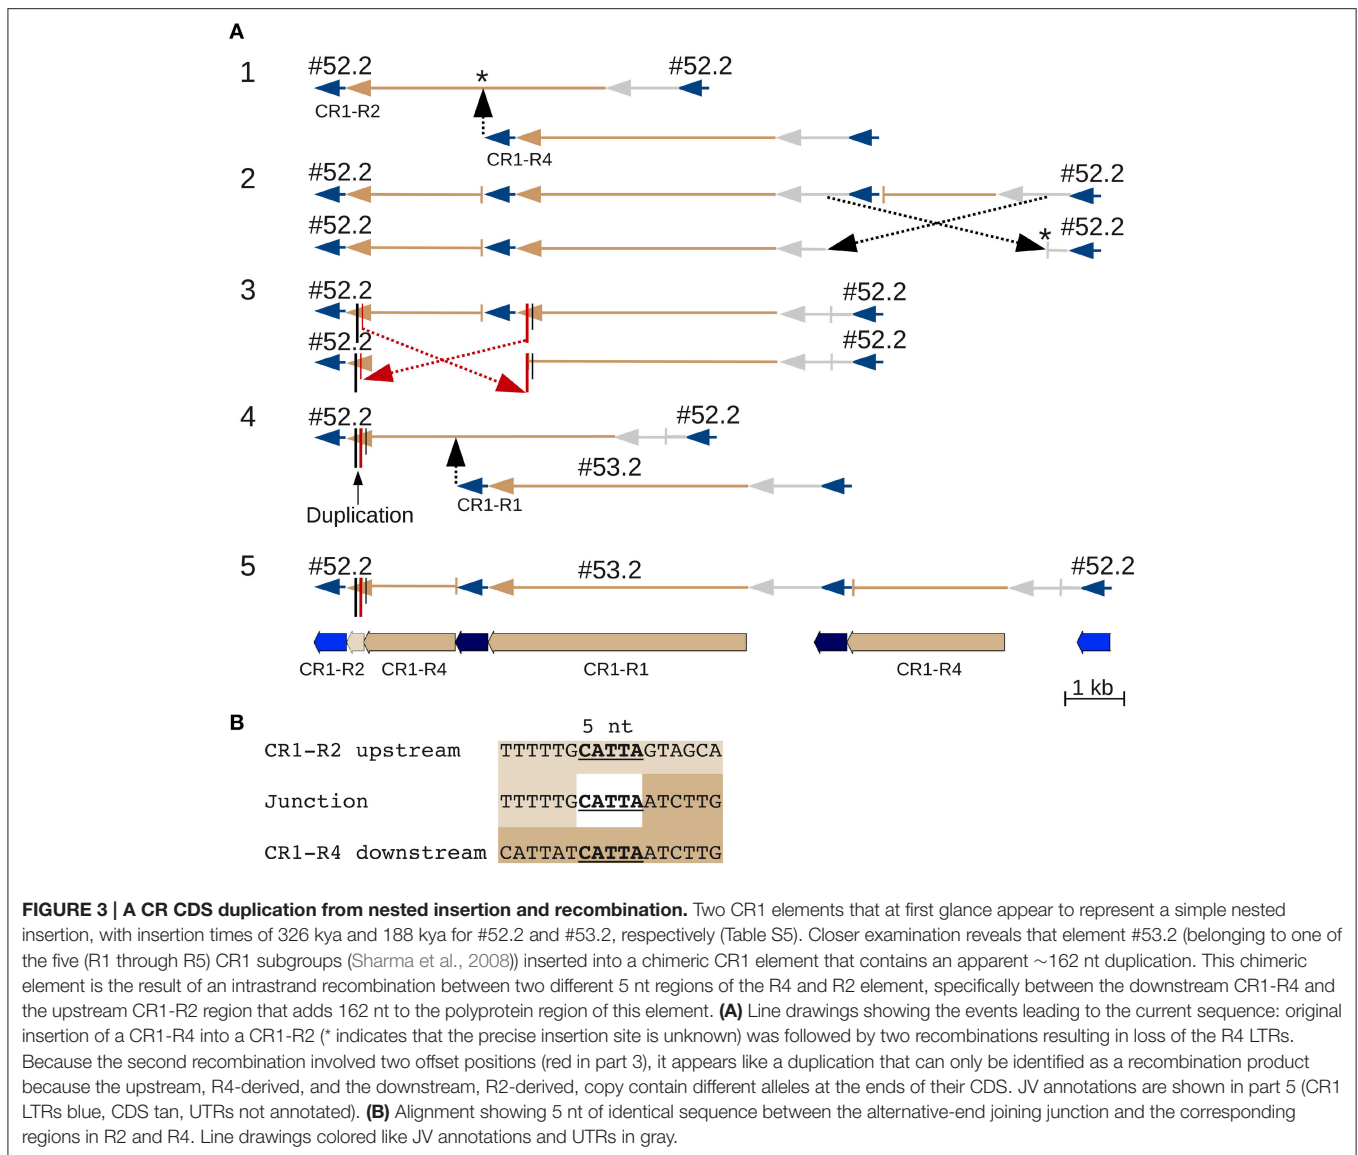 A
1
#52.2
*
#52.2
CR1-R2
CR1-R4
2
#52.2
#52.2
#52.2
*
#52.2
3
#52.2
#52.2
#52.2
#52.2
4
#52.2
#52.2
#53.2
CR1-R1
Duplication
5
#52.2
#53.2
#52.2
CR1-R2
CR1-R4
CR1-R1
CR1-R4
1 kb
B
5 nt
CR1-R2 upstream TTTTTGCATTAGTAGCA
Junction TTTTTGCATTAATCTTG
CR1-R4 downstream CATTATCATTAATCTTG
FIGURE 3 | A CR CDS duplication from nested insertion and recombination. Two CR1 elements that at first glance appear to represent a simple nested
insertion, with insertion times of 326 kya and 188 kya for #52.2 and #53.2, respectively (Table S5). Closer examination reveals that element #53.2 (belonging to one of
the five (R1 through R5) CR1 subgroups (Sharma et al., 2008)) inserted into a chimeric CR1 element that contains an apparent ~162 nt duplication. This chimeric
element is the result of an intrastrand recombination between two different 5 nt regions of the R4 and R2 element, specifically between the downstream CR1-R4 and
the upstream CR1-R2 region that adds 162 nt to the polyprotein region of this element. (A) Line drawings showing the events leading to the current sequence: original
insertion of a CR1-R4 into a CR1-R2 (* indicates that the precise insertion site is unknown) was followed by two recombinations resulting in loss of the R4 LTRs.
Because the second recombination involved two offset positions (red in part 3), it appears like a duplication that can only be identified as a recombination product
because the upstream, R4-derived, and the downstream, R2-derived, copy contain different alleles at the ends of their CDS. JV annotations are shown in part 5 (CR1
LTRs blue, CDS tan, UTRs not annotated). (B) Alignment showing 5 nt of identical sequence between the alternative-end joining junction and the corresponding
regions in R2 and R4. Line drawings colored like JV annotations and UTRs in gray.